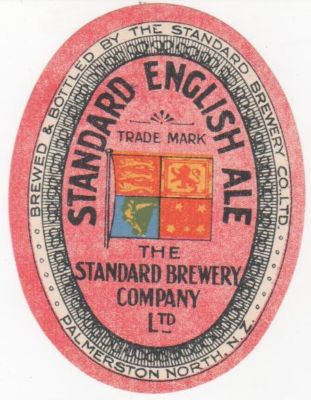 BREWED & BOTTLED BY THE STANDARD BREWERY CO. LTD.
STANDARD ENGLISH ALE
TRADE MARK
THE
STANDARD BREWERY
COMPANY
LTD
PALMERSTON NORTH, N.Z.